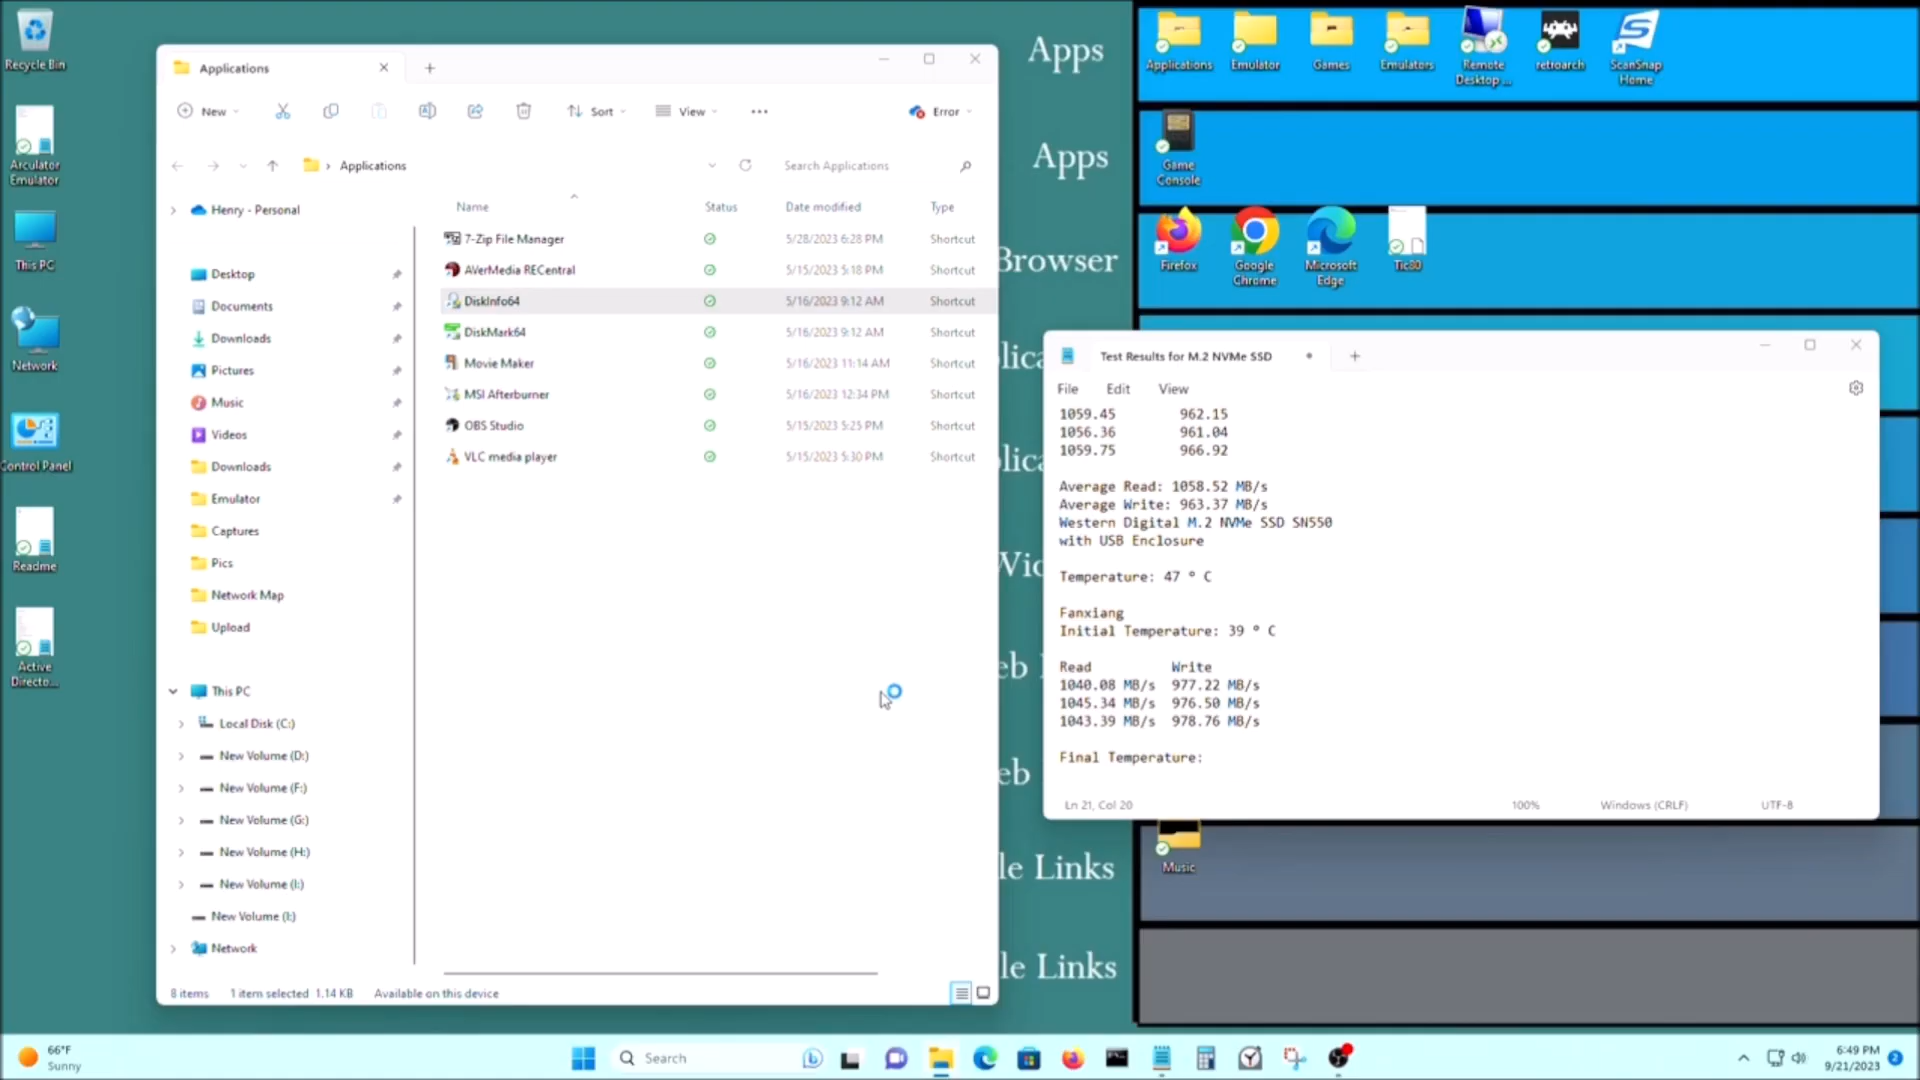 Recycle Bin
Arculator
Emulator
This PC
Network
Control Panel
Readme
Active
Directo...
Applications
New
Sort
View
Error
Applications
Search Applications
Henry - Personal
Desktop
Documents
Downloads
Pictures
Music
Videos
Downloads
Emulator
Captures
Pics
Network Map
Upload
This PC
Local Disk (C:)
New Volume (D:)
New Volume (F:)
New Volume (G:)
New Volume (H:)
New Volume (I:)
New Volume (I:)
Network
Name Status Date modified Type
7-Zip File Manager 5/28/2023 6:28 PM Shortcut
AVerMedia RECentral 5/15/2023 5:18 PM Shortcut
DiskInfo64 5/16/2023 9:12 AM Shortcut
DiskMark64 5/16/2023 9:12 AM Shortcut
Movie Maker 5/16/2023 11:14 AM Shortcut
MSI Afterburner 5/16/2023 12:34 PM Shortcut
OBS Studio 5/15/2023 5:25 PM Shortcut
VLC media player 5/15/2023 5:30 PM Shortcut
8 items 1 item selected 1.14 KB Available on this device
Apps
Apps
Browser
le Links
le Links
Applications
Emulator
Games
Emulators
Remote
Desktop ...
retroarch
ScanSnap
Home
Game
Console
Firefox
Google
Chrome
Microsoft
Edge
Tic80
Test Results for M.2 NVMe SSD
File Edit View
1059.45 962.15
1056.36 961.04
1059.75 966.92
Average Read: 1058.52 MB/s
Average Write: 963.37 MB/s
Western Digital M.2 NVMe SSD SN550
with USB Enclosure
Temperature: 47 ° C
Fanxiang
Initial Temperature: 39 ° C
Read Write
1040.08 MB/s 977.22 MB/s
1045.34 MB/s 976.50 MB/s
1043.39 MB/s 978.76 MB/s
Final Temperature:
Ln 21, Col 20 100% Windows (CRLF) UTF-8
Music
66°F
Sunny
Search
6:49 PM
9/21/2023
2